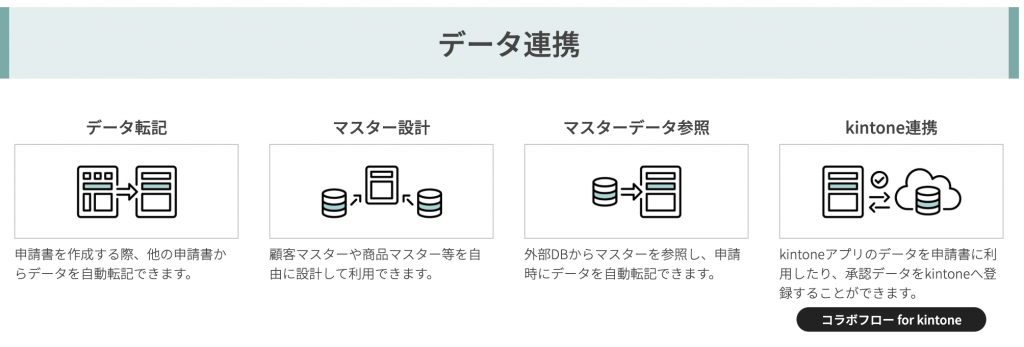 データ連携
データ転記
申請書を作成する際、他の申請書か
らデータを自動転記できます。
マスター設計
顧客マスターや商品マスター等を自
由に設計して利用できます。
マスターデータ参照
外部DBからマスターを参照し、申請
時にデータを自動転記できます。
kintone連携
kintoneアプリのデータを申請書に利
用したり、承認データをkintoneへ登
録することができます。
コラボフロー for kintone